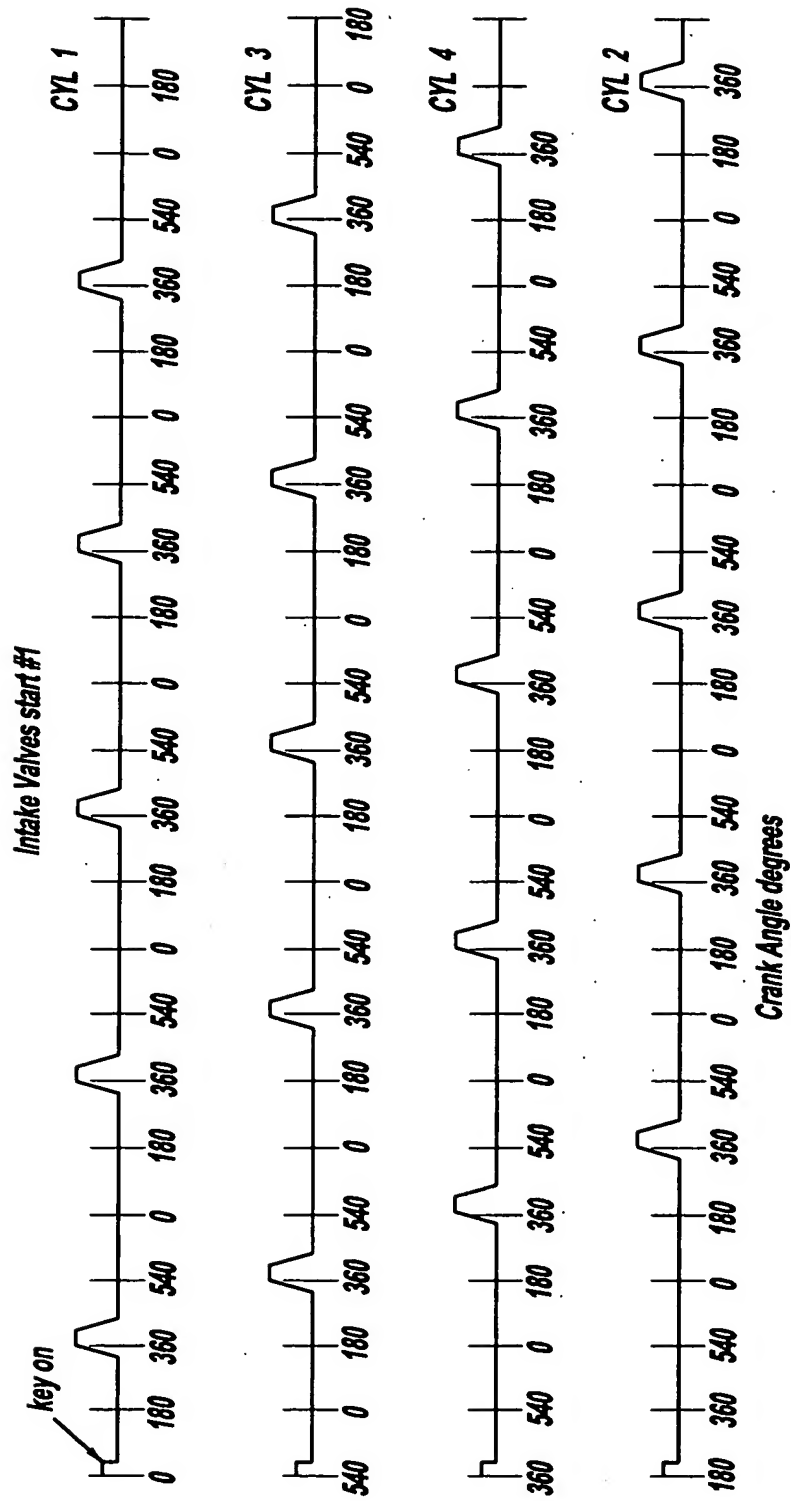 Intake Valves start #1
key on
CYL 1
0 180 360 540 0 180 360 540 0 180 360 540 0 180 360 540 0 180 360 540 0 180
CYL 3
540 0 180 360 540 0 180 360 540 0 180 360 540 0 180 360 540 0 180 360 540 0 180
CYL 4
360 540 0 180 360 540 0 180 360 540 0 180 360 540 0 180 360 540 0 180 360
CYL 2
180 360 540 0 180 360 540 0 180 360 540 0 180 360 540 0 180 360 540 0 180 360
Crank Angle degrees